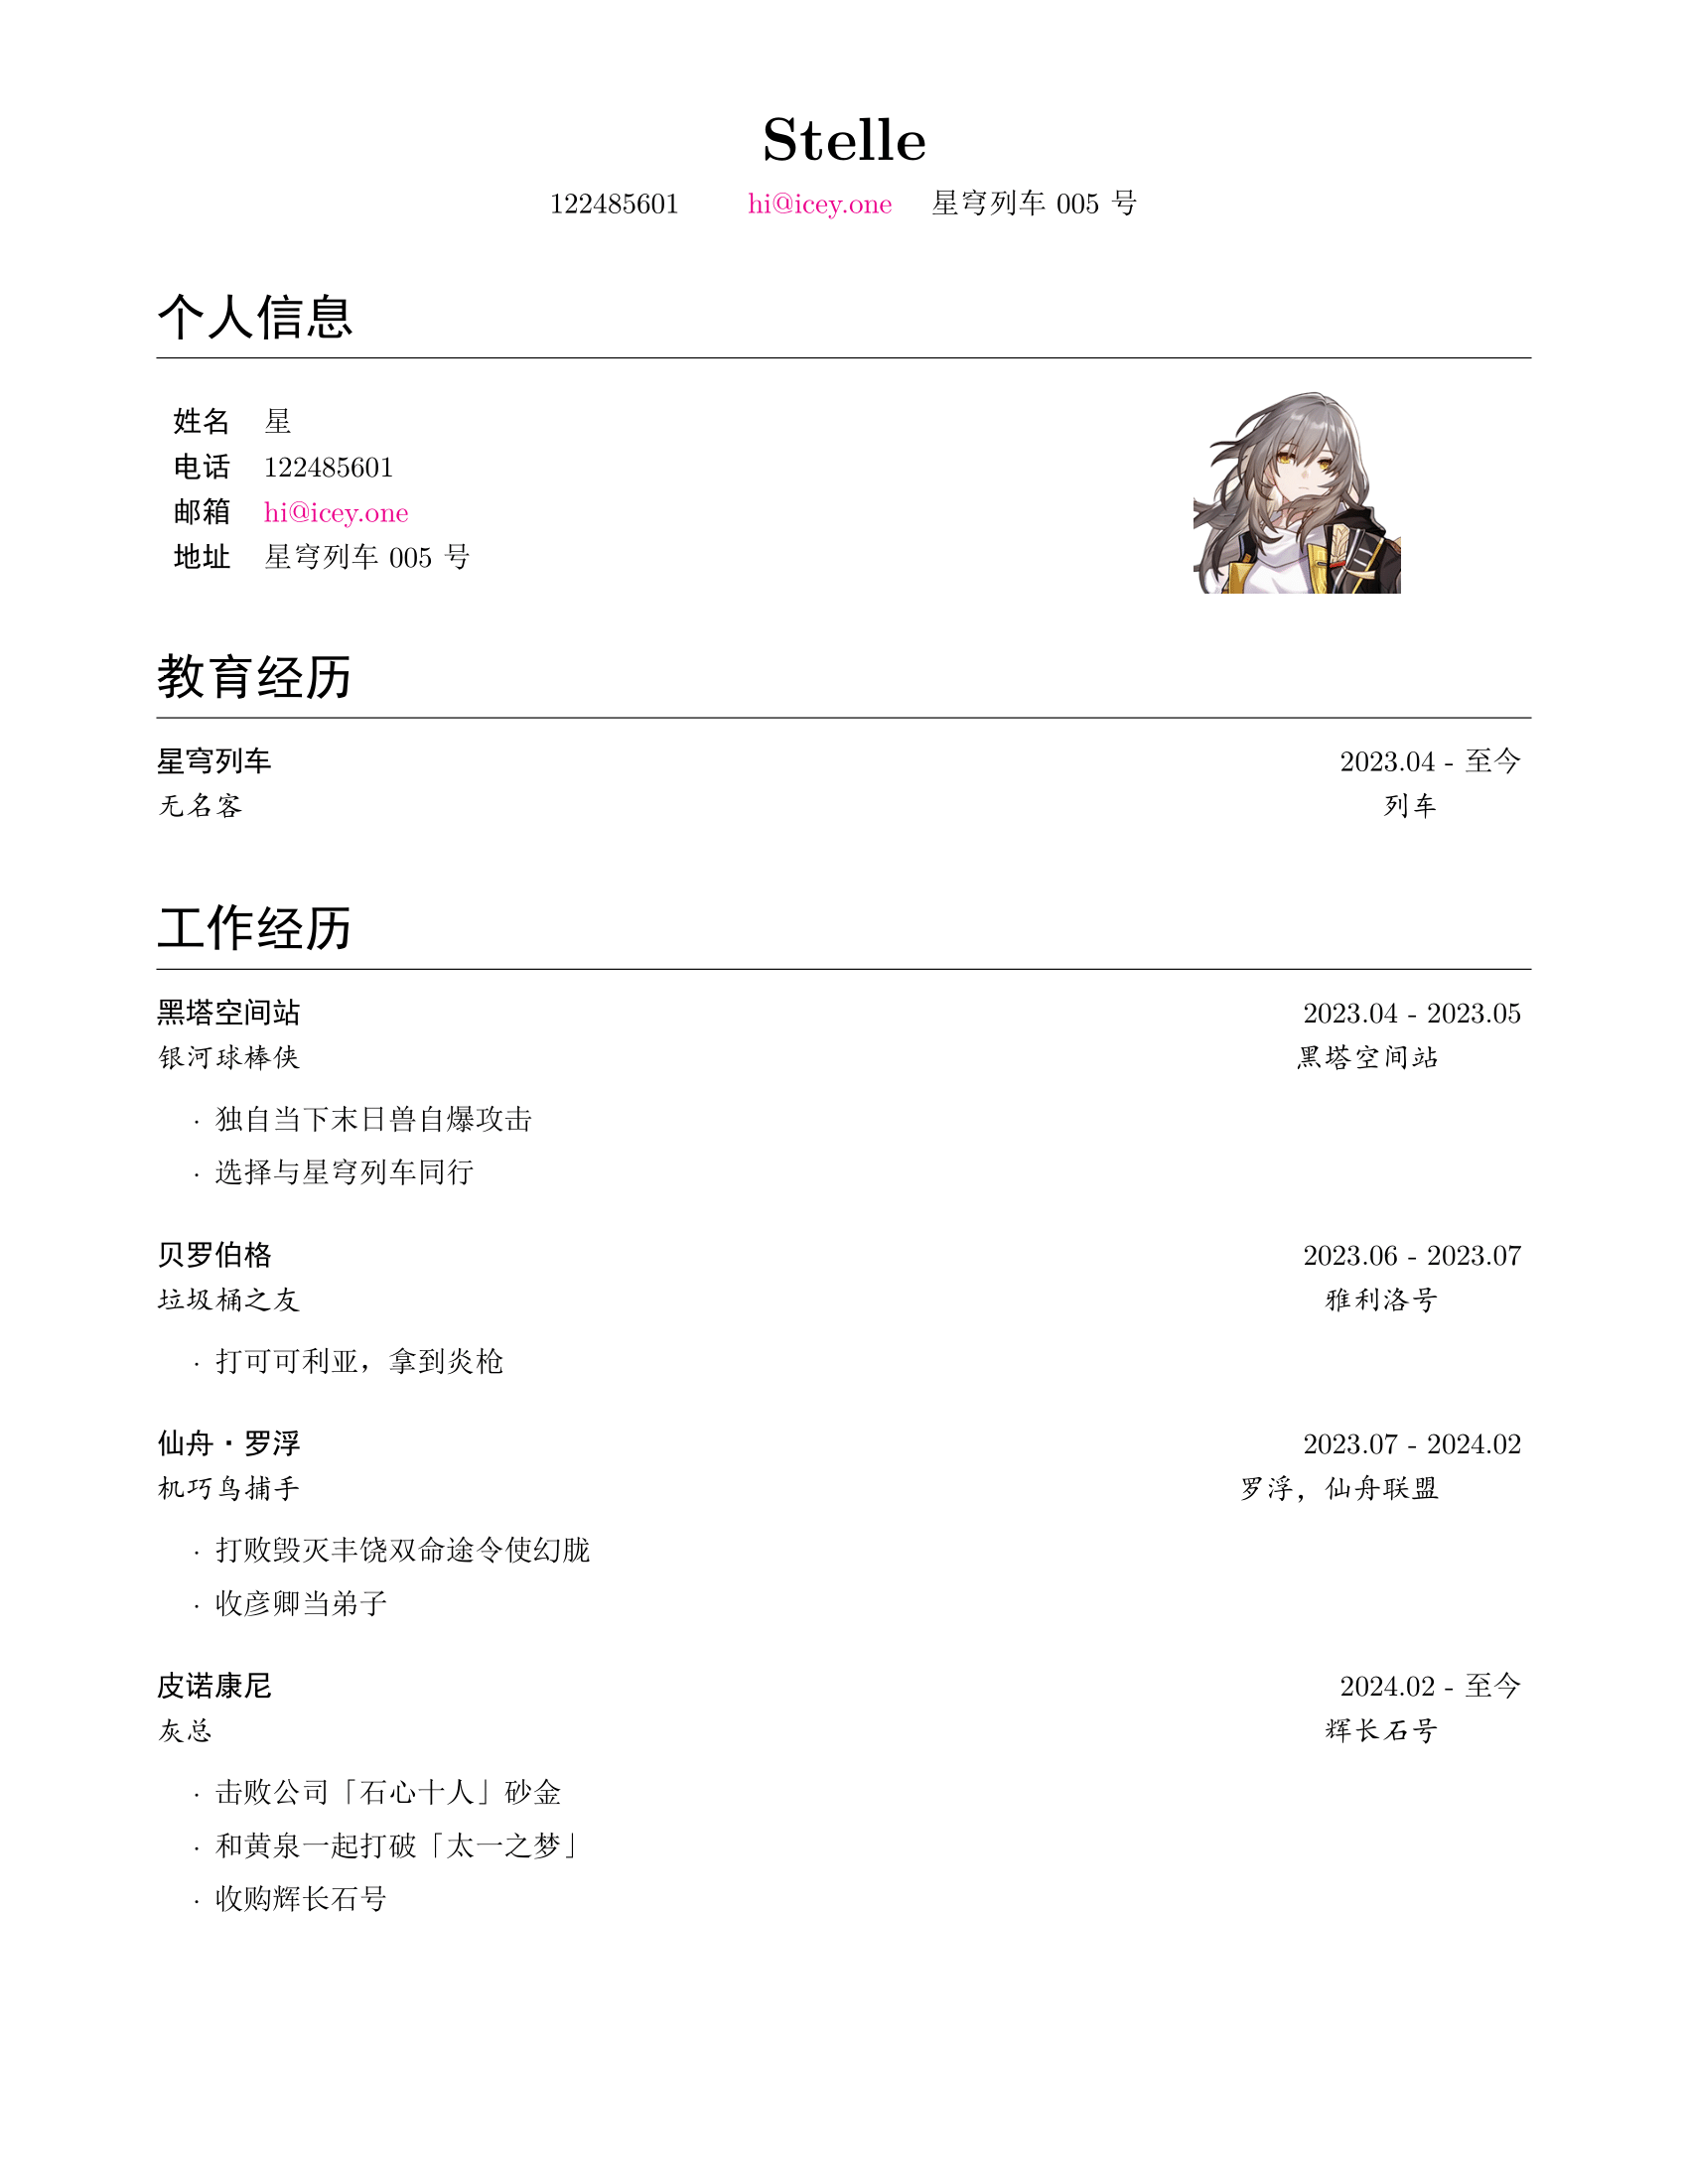 Stelle
122485601 hi@icey.one 星穹列车 005 号
个人信息
姓名 星
电话 122485601
邮箱 hi@icey.one
地址 星穹列车 005 号
教育经历
星穹列车 2023.04 - 至今
无名客 列车
工作经历
黑塔空间站 2023.04 - 2023.05
银河球棒侠 黑塔空间站
· 独自当下末日兽自爆攻击
· 选择与星穹列车同行
贝罗伯格 2023.06 - 2023.07
垃圾桶之友 雅利洛号
· 打可可利亚，拿到炎枪
仙舟·罗浮 2023.07 - 2024.02
机巧鸟捕手 罗浮，仙舟联盟
· 打败毁灭丰饶双命途令使幻胧
· 收彦卿当弟子
皮诺康尼 2024.02 - 至今
灰总 辉长石号
· 击败公司「石心十人」砂金
· 和黄泉一起打破「太一之梦」
· 收购辉长石号